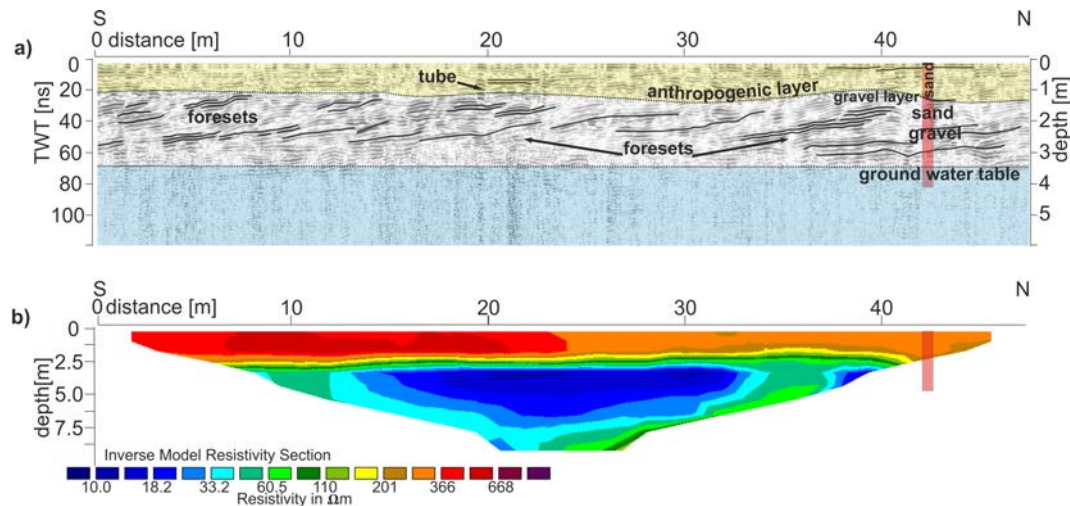 S N
a) 0 distance [m] 10 20 30 40
TWT [ns] 0 20 40 60 80 100
depth [m] 0 1 2 3 4 5
tube
anthropogenic layer
sand
gravel layer
sand
foresets
gravel
foresets
ground water table
S N
b) 0 distance [m] 10 20 30 40
depth[m] 0 2.5 5.0 7.5
Inverse Model Resistivity Section
10.0 18.2 33.2 60.5 110 201 366 668
Resistivity in Ωm